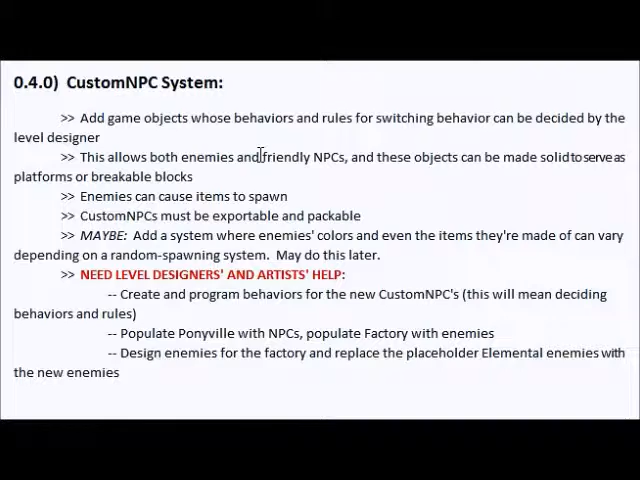 0.4.0) CustomNPC System:
>> Add game objects whose behaviors and rules for switching behavior can be decided by the
level designer
>> This allows both enemies and friendly NPCs, and these objects can be made solid to serve as
platforms or breakable blocks
>> Enemies can cause items to spawn
>> CustomNPCs must be exportable and packable
>> MAYBE: Add a system where enemies' colors and even the items they're made of can vary
depending on a random-spawning system. May do this later.
>> NEED LEVEL DESIGNERS' AND ARTISTS' HELP:
-- Create and program behaviors for the new CustomNPC's (this will mean deciding
behaviors and rules)
-- Populate Ponyville with NPCs, populate Factory with enemies
-- Design enemies for the factory and replace the placeholder Elemental enemies with
the new enemies